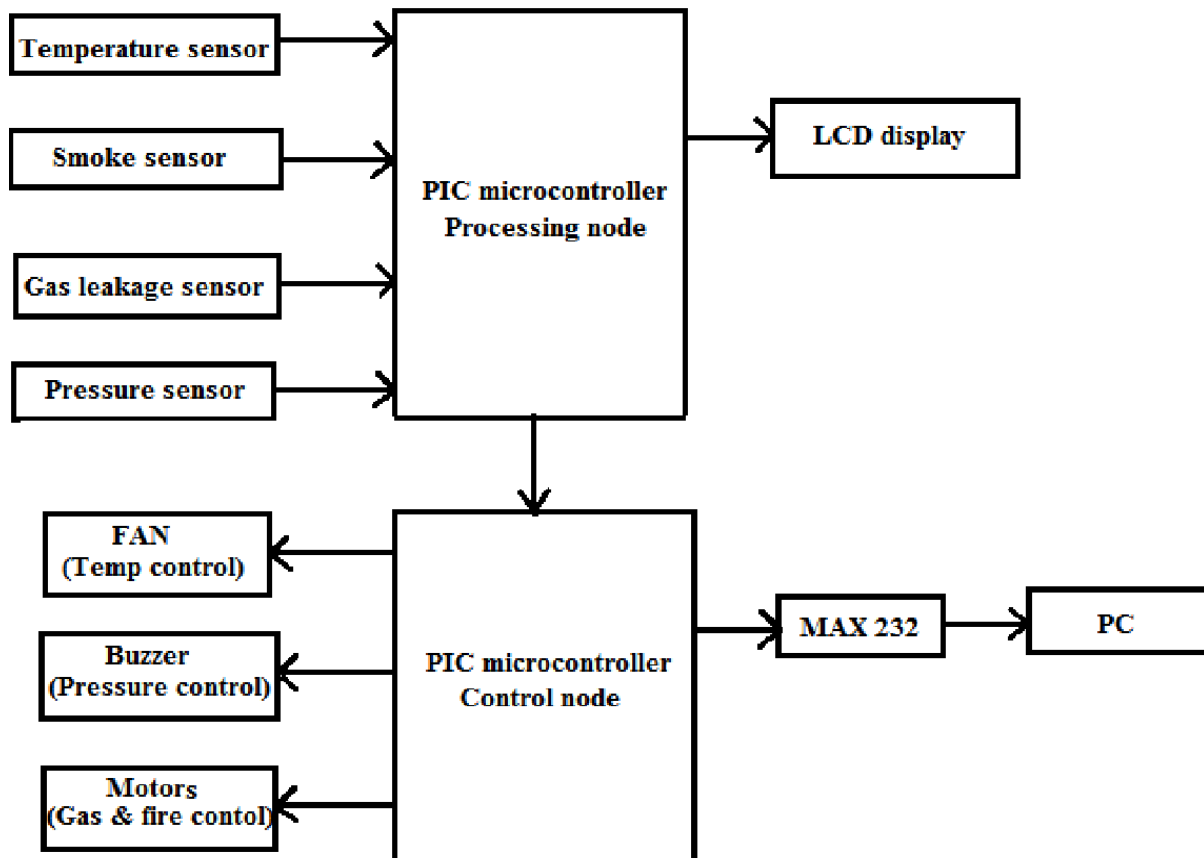 Temperature sensor
Smoke sensor
Gas leakage sensor
Pressure sensor
PIC microcontroller
Processing node
LCD display
FAN
(Temp control)
Buzzer
(Pressure control)
Motors
(Gas & fire contol)
PIC microcontroller
Control node
MAX 232
PC